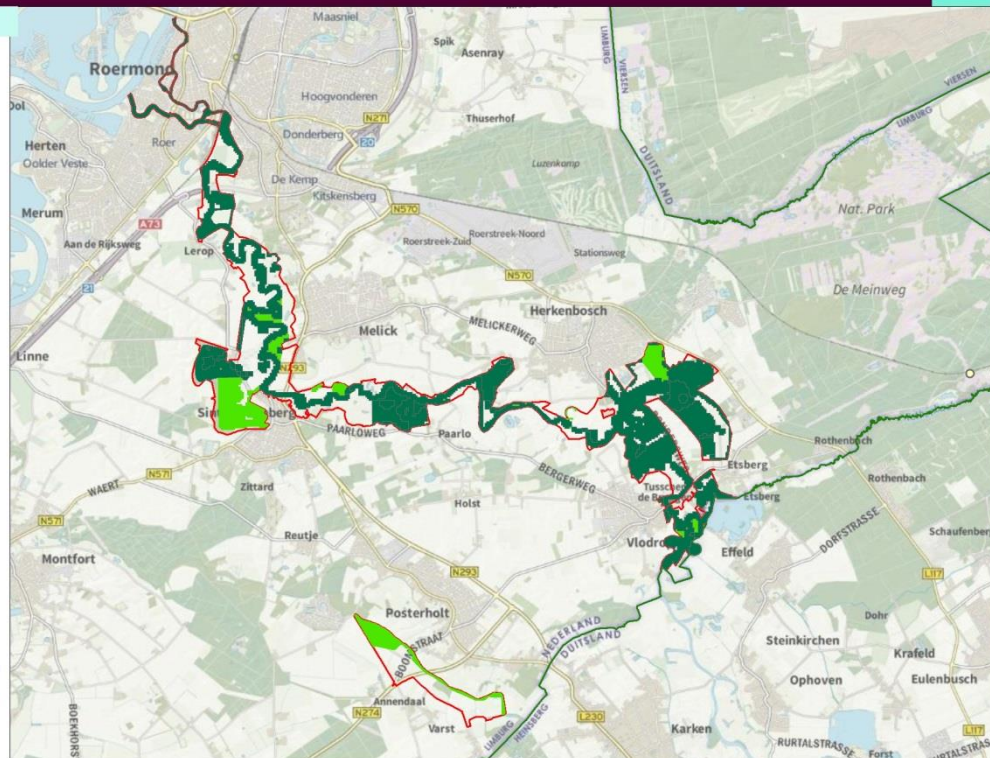 Maasniel
Spik
Asenray
Roermond
Hoogvonderen
LIMBURG
VIERSEN
VIERSEN
LIMBURG
N271
Thuserhof
Donderberg
20
Herten
Roer
Oolder Veste
DUITSLAND
Luzenkamp
De Kemp
Kitskensberg
Nat. Park
Merum
A73
N570
Aan de Rijksweg
Lerop
Roerstreek-Zuid
Roerstreek-Noord
Stationsweg
21
N570
De Meinweg
Herkenbosch
Melick
MELICKERWEG
Linne
N293
PAARLOWEG
Paarlo
Rothenbach
Etsberg
BERGERWEG
N571
WAERT
Zittard
Holst
Etsberg
Rothenbach
N571
Reutje
Effeld
DORFSTRASSE
Schaufenber
Montfort
N293
L117
Posterholt
Dohr
NEDERLAND
DUITSLAND
Steinkirchen
Krafeld
BOOMSTRAAT
Ophoven
Eulenbusch
Annendaal
N274
Varst
LIMBURG
HEINSBERG
L230
Karken
L117
RURTALSTRASSE
Forst